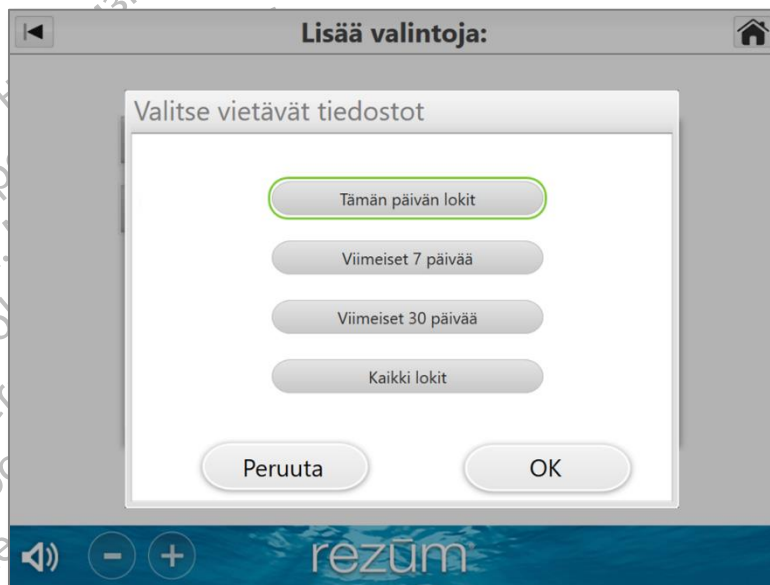 Lisää valintoja:
Valitse vietävät tiedostot
Tämän päivän lokit
Viimeiset 7 päivää
Viimeiset 30 päivää
Kaikki lokit
Peruuta
OK
rezūm